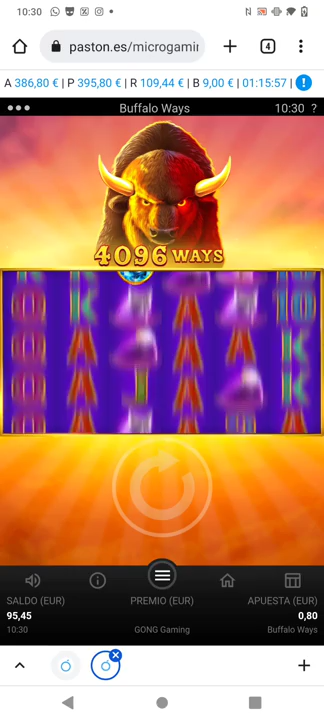 10:30
paston.es/microgamin
4
A 386,80 € | P 395,80 € | R 109,44 € | B 9,00 € | 01:15:57 | !
Buffalo Ways 10:30 ?
4096 WAYS
SALDO (EUR) PREMIO (EUR) APUESTA (EUR)
95,45 0,80
10:30 GONG Gaming Buffalo Ways